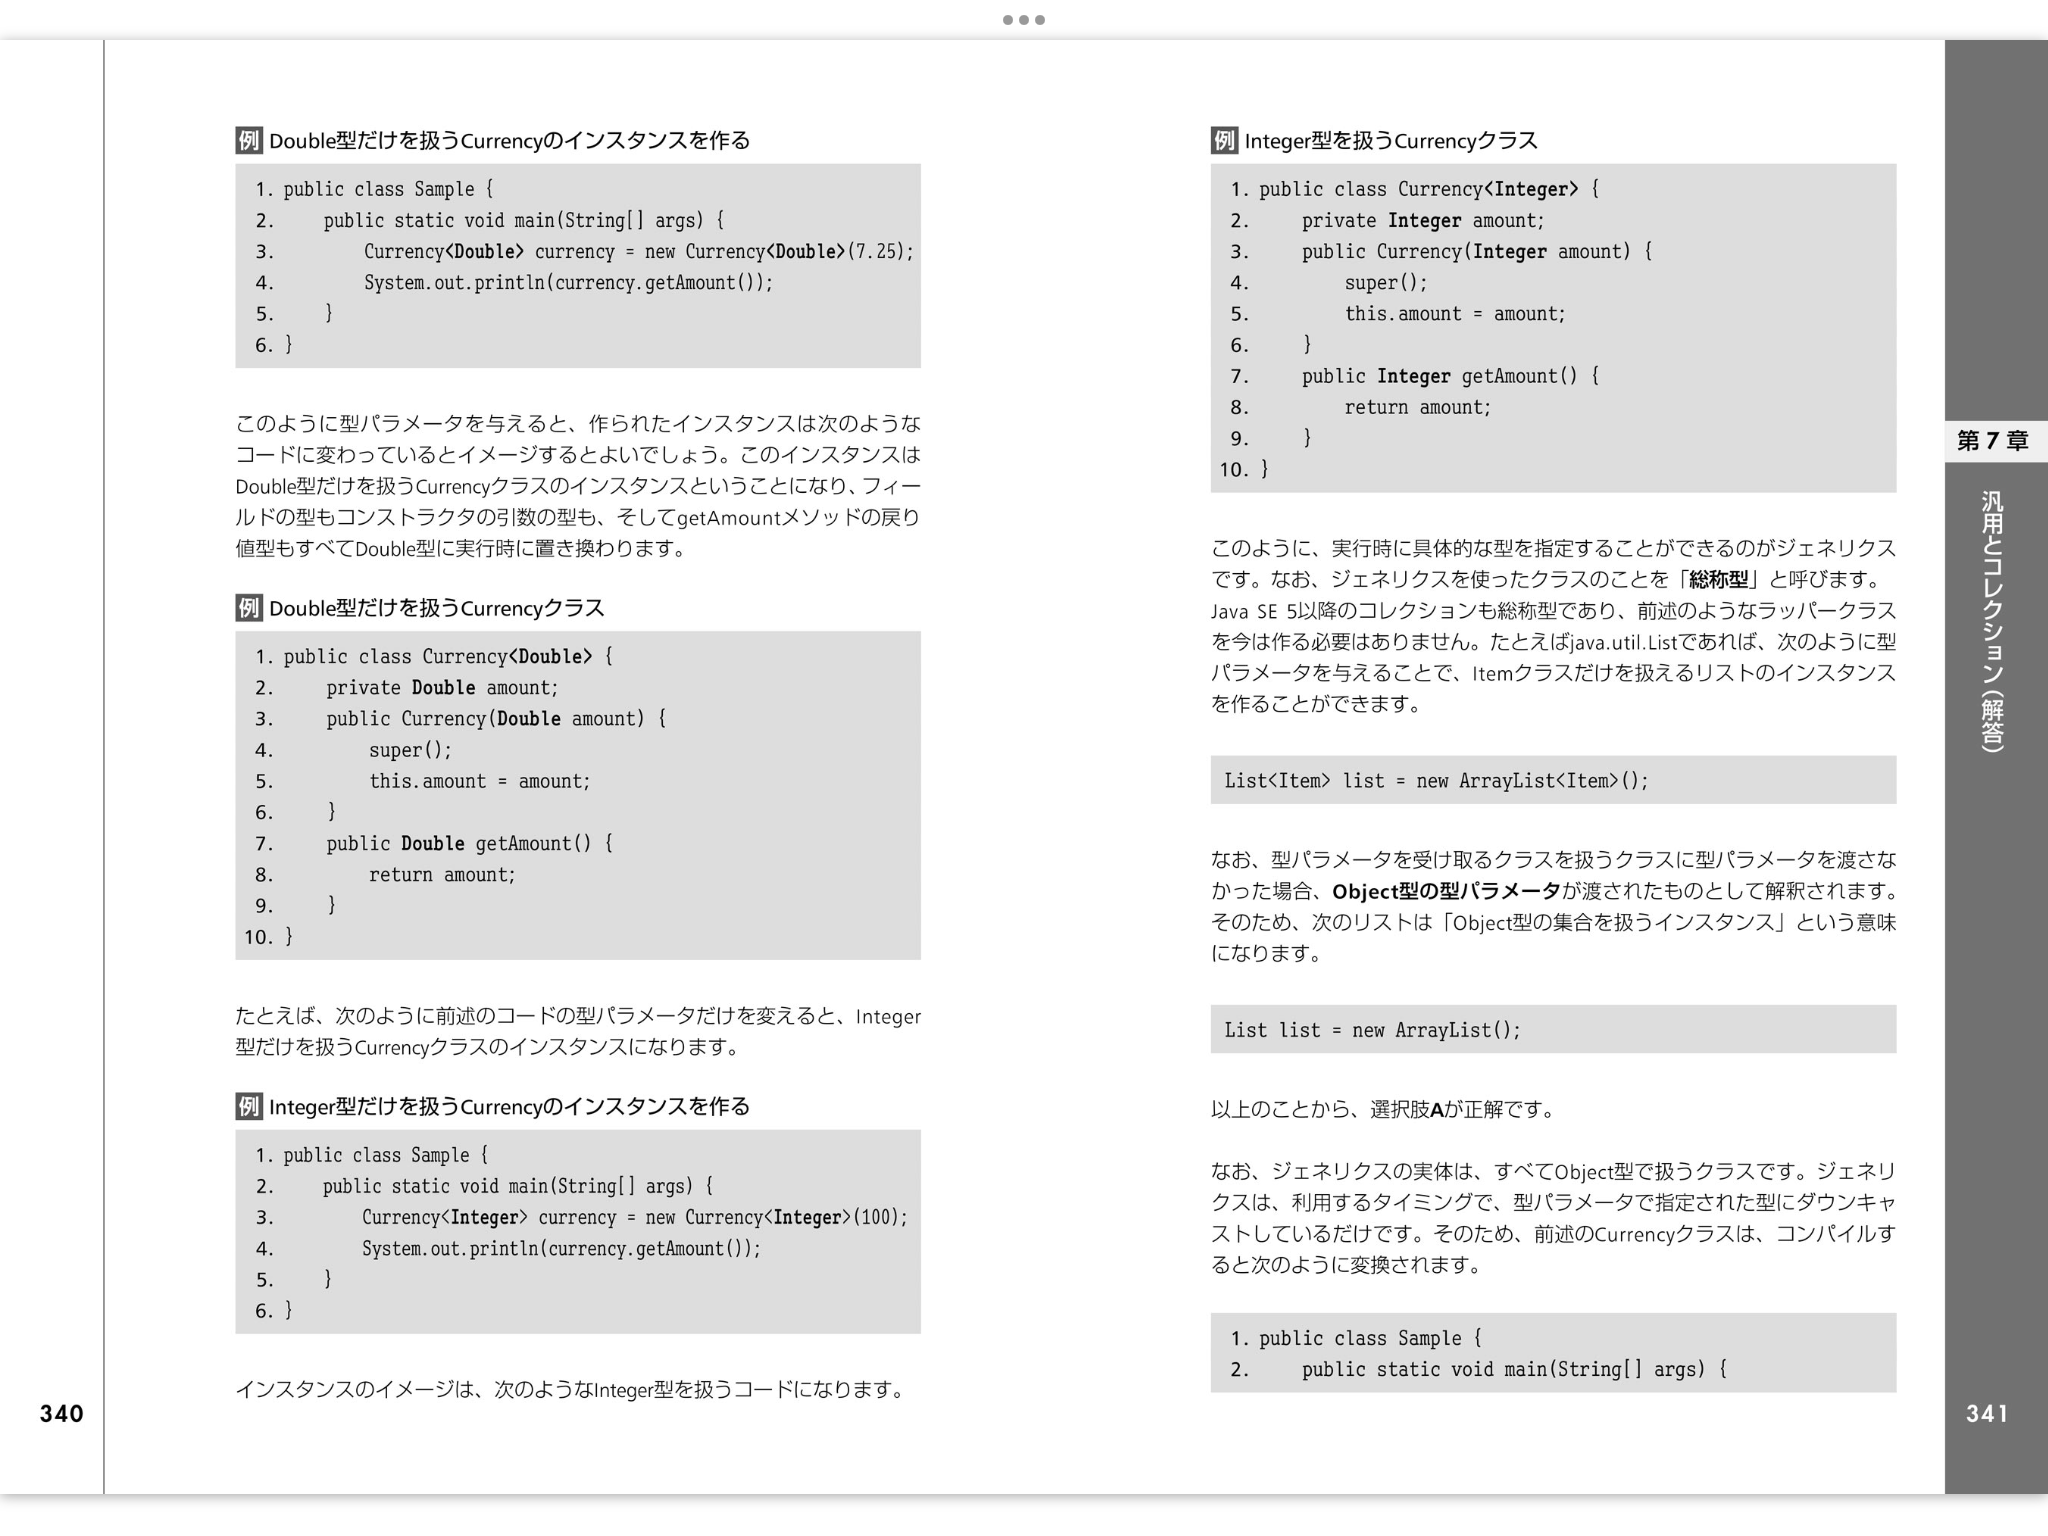 例 Double型だけを扱うCurrencyのインスタンスを作る
1. public class Sample {
2.     public static void main(String[] args) {
3.         Currency<Double> currency = new Currency<Double>(7.25);
4.         System.out.println(currency.getAmount());
5.     }
6. }
このように型パラメータを与えると、作られたインスタンスは次のような
コードに変わっているとイメージするとよいでしょう。このインスタンスは
Double型だけを扱うCurrencyクラスのインスタンスということになり、フィー
ルドの型もコンストラクタの引数の型も、そしてgetAmountメソッドの戻り
値型もすべてDouble型に実行時に置き換わります。
例 Double型だけを扱うCurrencyクラス
1. public class Currency<Double> {
2.     private Double amount;
3.     public Currency(Double amount) {
4.         super();
5.         this.amount = amount;
6.     }
7.     public Double getAmount() {
8.         return amount;
9.     }
10. }
たとえば、次のように前述のコードの型パラメータだけを変えると、Integer
型だけを扱うCurrencyクラスのインスタンスになります。
例 Integer型だけを扱うCurrencyのインスタンスを作る
1. public class Sample {
2.     public static void main(String[] args) {
3.         Currency<Integer> currency = new Currency<Integer>(100);
4.         System.out.println(currency.getAmount());
5.     }
6. }
インスタンスのイメージは、次のようなInteger型を扱うコードになります。
340
例 Integer型を扱うCurrencyクラス
1. public class Currency<Integer> {
2.     private Integer amount;
3.     public Currency(Integer amount) {
4.         super();
5.         this.amount = amount;
6.     }
7.     public Integer getAmount() {
8.         return amount;
9.     }
10. }
このように、実行時に具体的な型を指定することができるのがジェネリクス
です。なお、ジェネリクスを使ったクラスのことを「総称型」と呼びます。
Java SE 5以降のコレクションも総称型であり、前述のようなラッパークラス
を今は作る必要はありません。たとえばjava.util.Listであれば、次のように型
パラメータを与えることで、Itemクラスだけを扱えるリストのインスタンス
を作ることができます。
List<Item> list = new ArrayList<Item>();
なお、型パラメータを受け取るクラスを扱うクラスに型パラメータを渡さな
かった場合、Object型の型パラメータが渡されたものとして解釈されます。
そのため、次のリストは「Object型の集合を扱うインスタンス」という意味
になります。
List list = new ArrayList();
以上のことから、選択肢Aが正解です。
なお、ジェネリクスの実体は、すべてObject型で扱うクラスです。ジェネリ
クスは、利用するタイミングで、型パラメータで指定された型にダウンキャ
ストしているだけです。そのため、前述のCurrencyクラスは、コンパイルす
ると次のように変換されます。
1. public class Sample {
2.     public static void main(String[] args) {
第7章
汎用とコレクション(解答)
341